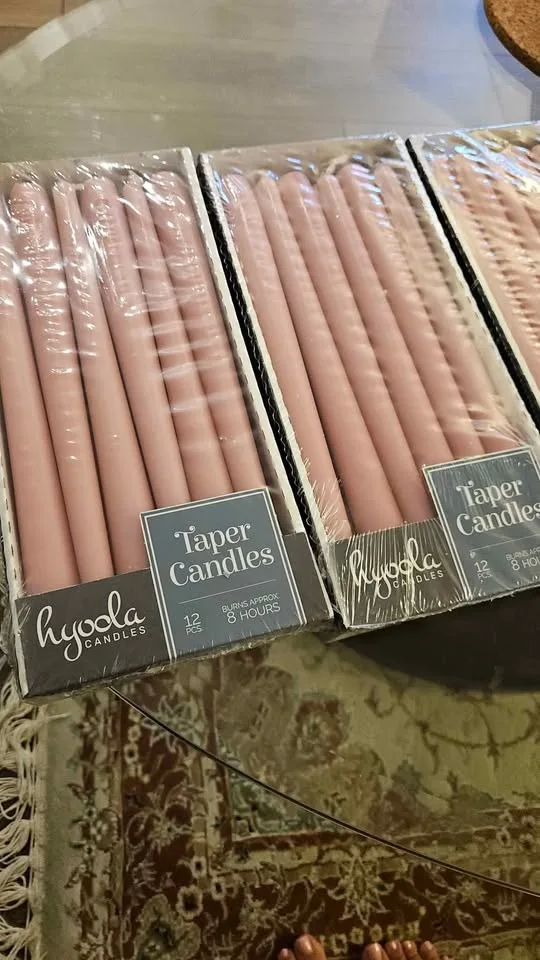 Taper
Candles
12
PCS
BURNS APPROX.
8 HOURS
hyoola
CANDLES
Taper
Candles
12
PCS
BURNS APPROX.
8 HOU
hyoola
CANDLES